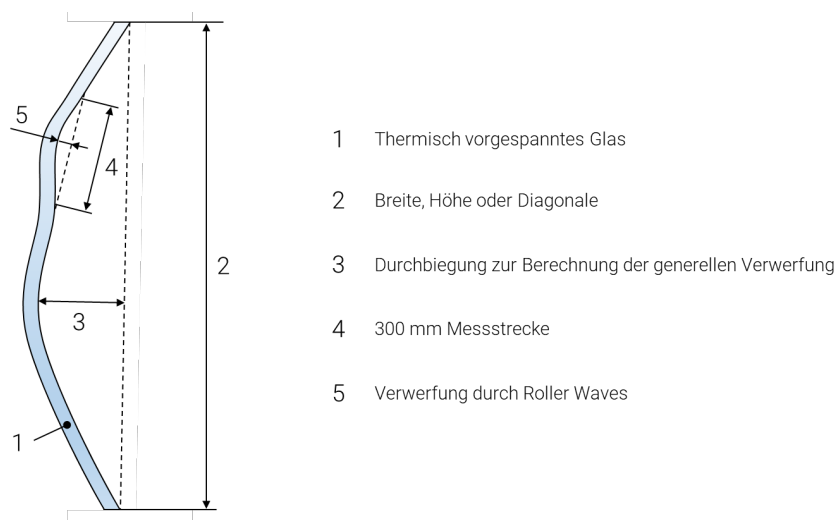 5
4
2
3
1
1 Thermisch vorgespanntes Glas
2 Breite, Höhe oder Diagonale
3 Durchbiegung zur Berechnung der generellen Verwerfung
4 300 mm Messstrecke
5 Verwerfung durch Roller Waves